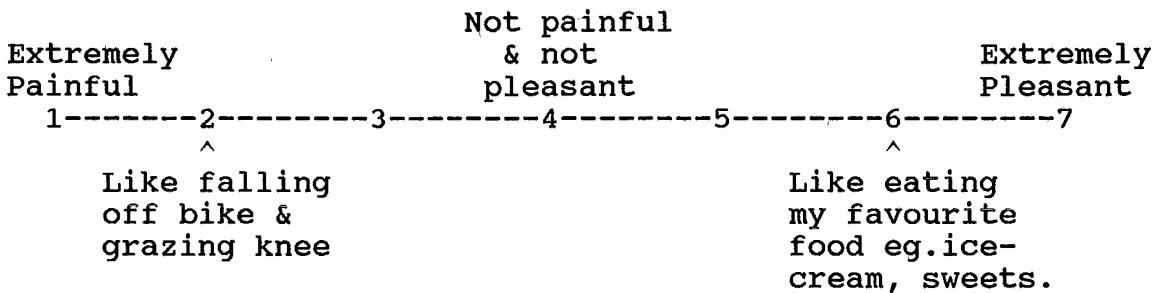 Not painful
Extremely & not Extremely
Painful pleasant Pleasant
1-------2--------3--------4--------5--------6--------7
^ ^
Like falling Like eating
off bike & my favourite
grazing knee food eg.ice-
cream, sweets.